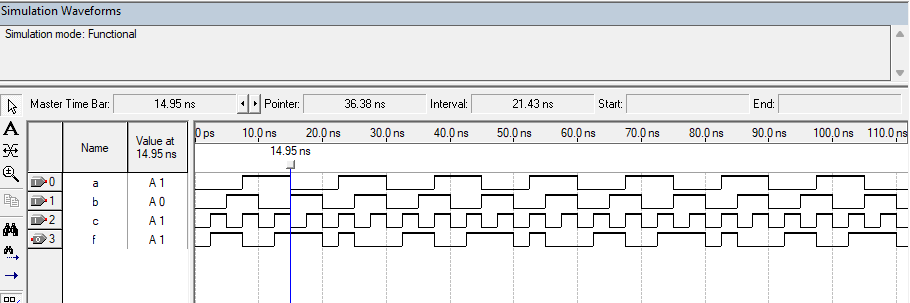 Simulation Waveforms
Simulation mode: Functional
Master Time Bar: 14.95 ns Pointer: 36.38 ns Interval: 21.43 ns Start: End:
Name Value at 14.95 ns
0 ps 10.0 ns 20.0 ns 30.0 ns 40.0 ns 50.0 ns 60.0 ns 70.0 ns 80.0 ns 90.0 ns 100.0 ns 110.0 ns
14.95 ns
0 a A 1
1 b A 0
2 c A 1
3 f A 1